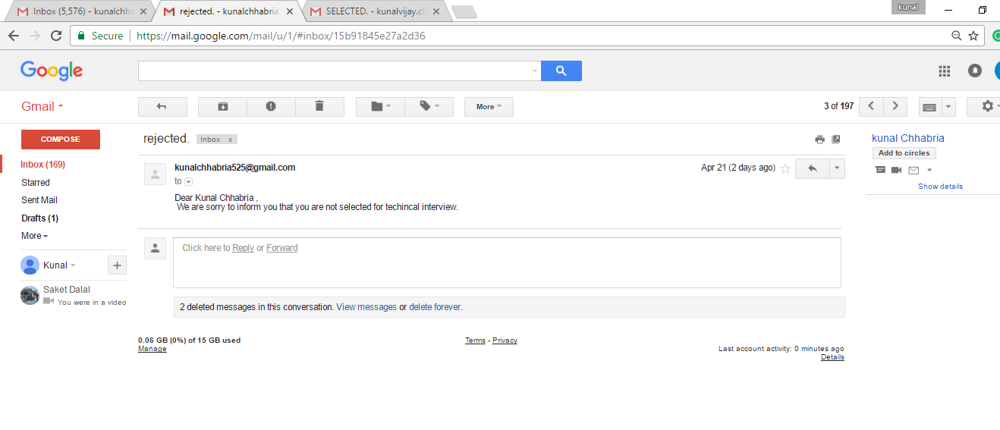 Inbox (5,576) - kunalchha
rejected. - kunalchhabria
SELECTED. - kunalvijay.ch
kunal
Secure
https://mail.google.com/mail/u/1/#inbox/15b91845e27a2d36
Google
Gmail
More
3 of 197
COMPOSE
rejected.
Inbox x
kunal Chhabria
Add to circles
Show details
Inbox (169)
Starred
Sent Mail
Drafts (1)
More
kunalchhabria525@gmail.com
Apr 21 (2 days ago)
to
Dear Kunal Chhabria ,
We are sorry to inform you that you are not selected for techincal interview.
Click here to Reply or Forward
Kunal
Saket Dalal
You were in a video
2 deleted messages in this conversation. View messages or delete forever.
0.06 GB (0%) of 15 GB used
Manage
Terms - Privacy
Last account activity: 0 minutes ago
Details